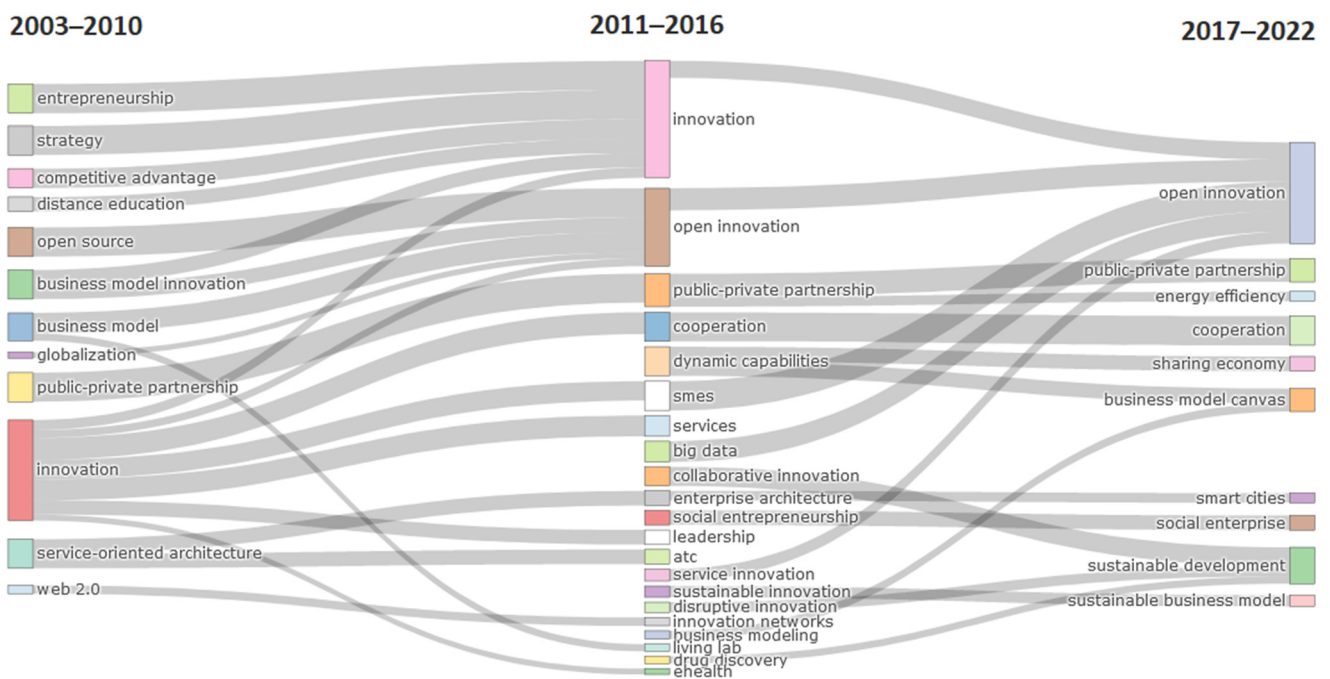 2003–2010
2011–2016
2017–2022
entrepreneurship
strategy
competitive advantage
distance education
open source
business model innovation
business model
globalization
public-private partnership
innovation
service-oriented architecture
web 2.0
innovation
open innovation
public-private partnership
cooperation
dynamic capabilities
smes
services
big data
collaborative innovation
enterprise architecture
social entrepreneurship
leadership
atc
service innovation
sustainable innovation
disruptive innovation
innovation networks
business modeling
living lab
drug discovery
ehealth
open innovation
public-private partnership
energy efficiency
cooperation
sharing economy
business model canvas
smart cities
social enterprise
sustainable development
sustainable business model